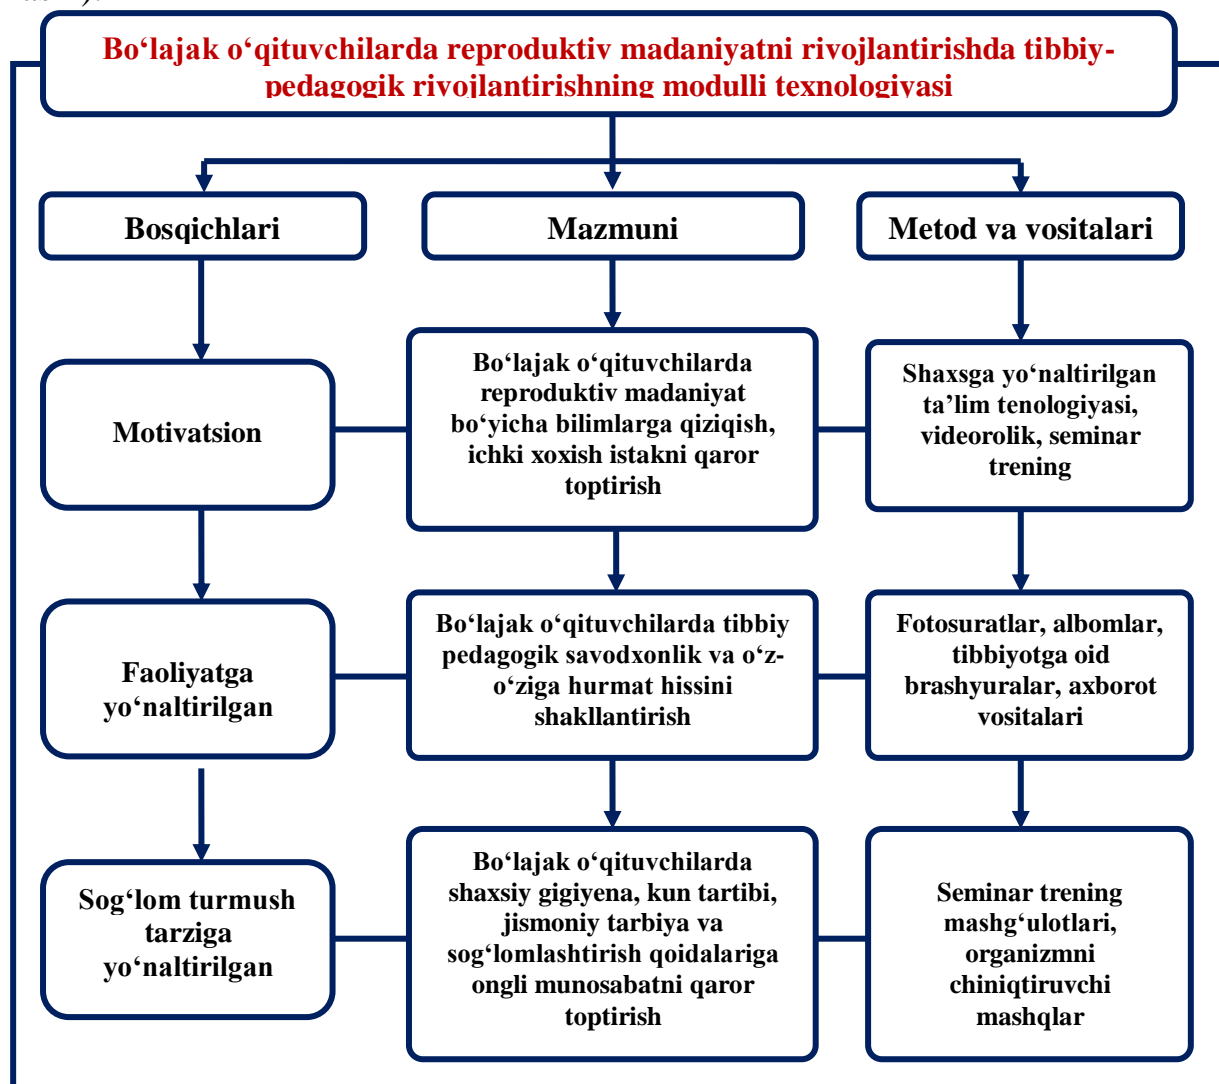 Bo‘lajak o‘qituvchilarda reproduktiv madaniyatni rivojlantirishda tibbiy-
pedagogik rivojlantirishning modulli texnologiyasi
Bosqichlari
Mazmuni
Metod va vositalari
Motivatsion
Bo‘lajak o‘qituvchilarda
reproduktiv madaniyat
bo‘yicha bilimlarga qiziqish,
ichki xoxish istakni qaror
toptirish
Shaxsga yo‘naltirilgan
ta’lim tenologiyasi,
videorolik, seminar
trening
Faoliyatga
yo‘naltirilgan
Bo‘lajak o‘qituvchilarda tibbiy
pedagogik savodxonlik va o‘z-
o‘ziga hurmat hissini
shakllantirish
Fotosuratlar, albomlar,
tibbiyotga oid
brashyuralar, axborot
vositalari
Sog‘lom turmush
tarziga
yo‘naltirilgan
Bo‘lajak o‘qituvchilarda
shaxsiy gigiyena, kun tartibi,
jismoniy tarbiya va
sog‘lomlashtirish qoidalariga
ongli munosabatni qaror
toptirish
Seminar trening
mashg‘ulotlari,
organizmni
chiniqtiruvchi
mashqlar